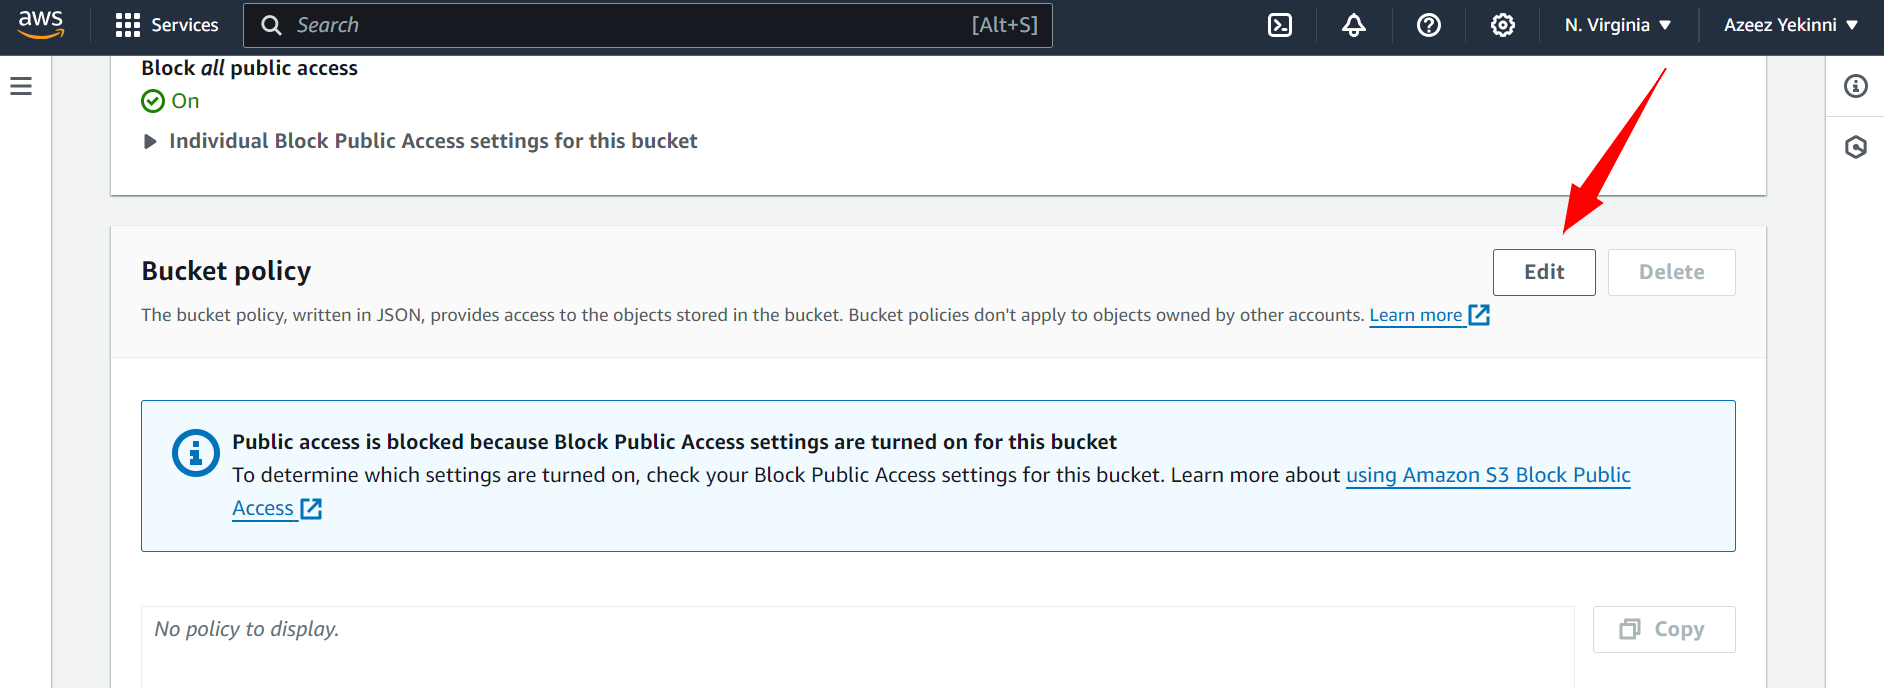 aws Services Search [Alt+S] N. Virginia Azeez Yekinni
Block all public access
On
Individual Block Public Access settings for this bucket
Bucket policy Edit Delete
The bucket policy, written in JSON, provides access to the objects stored in the bucket. Bucket policies don't apply to objects owned by other accounts. Learn more
Public access is blocked because Block Public Access settings are turned on for this bucket
To determine which settings are turned on, check your Block Public Access settings for this bucket. Learn more about using Amazon S3 Block Public
Access
No policy to display. Copy